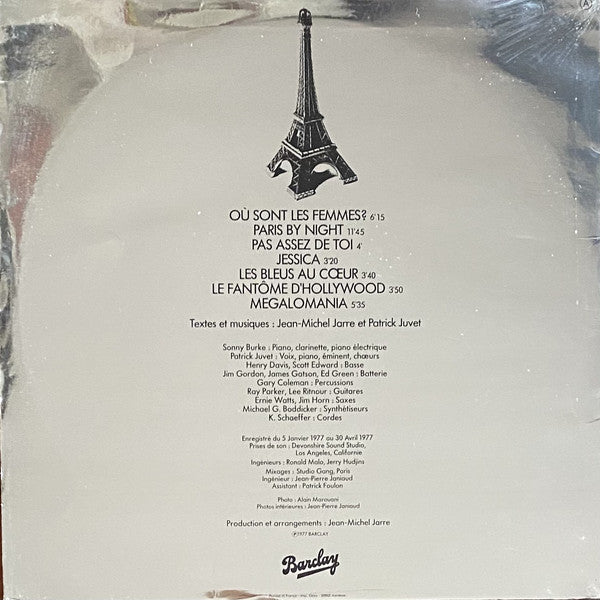 OÙ SONT LES FEMMES? 6'15
PARIS BY NIGHT 11'45
PAS ASSEZ DE TOI 4'
JESSICA 3'20
LES BLEUS AU CŒUR 3'40
LE FANTÔME D'HOLLYWOOD 3'50
MEGALOMANIA 5'35
Textes et musiques : Jean-Michel Jarre et Patrick Juvet
Sonny Burke : Piano, clarinette, piano électrique
Patrick Juvet : Voix, piano, éminent, chœurs
Henry Davis, Scott Edward : Basse
Jim Gordon, James Gatson, Ed Green : Batterie
Gary Coleman : Percussions
Ray Parker, Lee Ritnour : Guitares
Ernie Watts, Jim Horn : Saxes
Michael G. Boddicker : Synthétiseurs
K. Schaeffer : Cordes
Enregistré du 5 Janvier 1977 au 30 Avril 1977
Prises de son : Devonshire Sound Studio,
Los Angeles, Californie
Ingénieurs : Ronald Malo, Jerry Hudjins
Mixages : Studio Gang, Paris
Ingénieur : Jean-Pierre Janiaud
Assistant : Patrick Foulon
Photo : Alain Marouani
Photos intérieures : Jean-Pierre Janiaud
Production et arrangements : Jean-Michel Jarre
℗ 1977 BARCLAY
Barclay